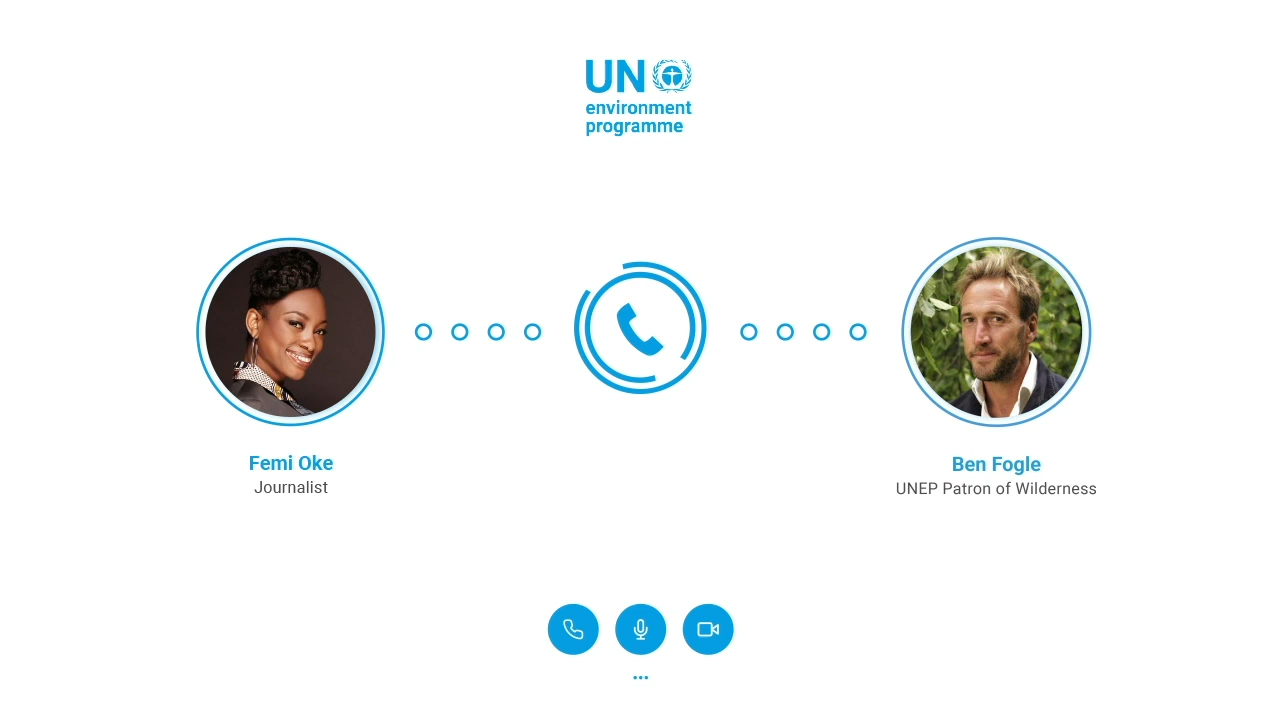 UN
environment
programme
Femi Oke
Journalist
Ben Fogle
UNEP Patron of Wilderness